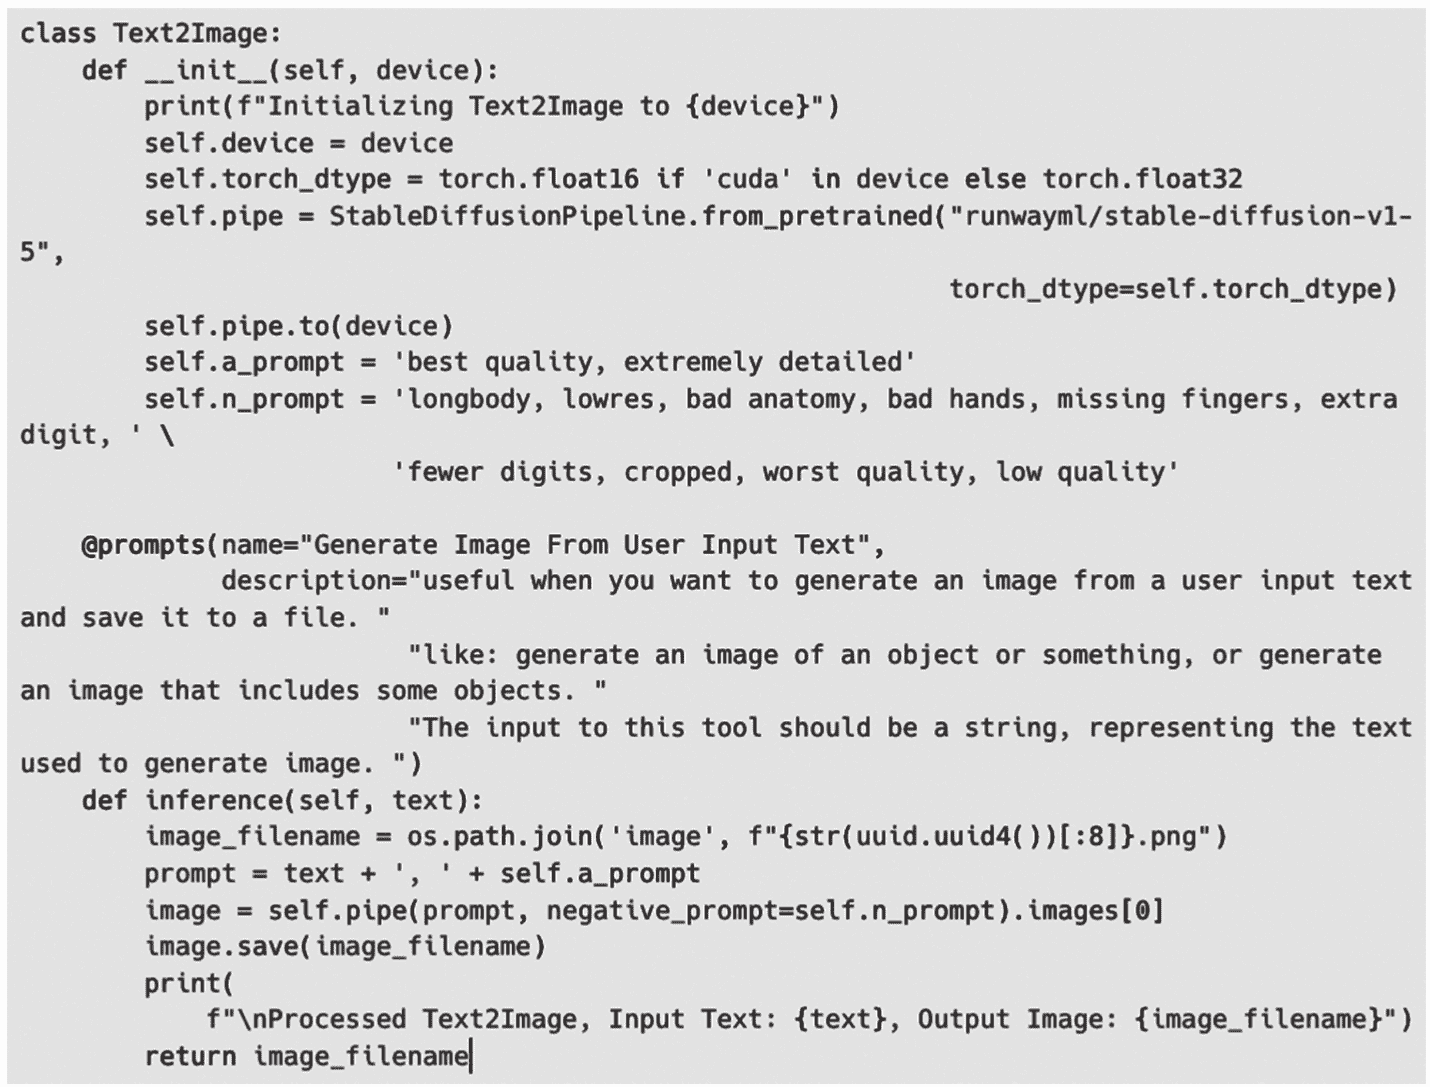 class Text2Image:
    def __init__(self, device):
        print(f"Initializing Text2Image to {device}")
        self.device = device
        self.torch_dtype = torch.float16 if 'cuda' in device else torch.float32
        self.pipe = StableDiffusionPipeline.from_pretrained("runwayml/stable-diffusion-v1-
5",
                                                            torch_dtype=self.torch_dtype)
        self.pipe.to(device)
        self.a_prompt = 'best quality, extremely detailed'
        self.n_prompt = 'longbody, lowres, bad anatomy, bad hands, missing fingers, extra
digit, ' \
                        'fewer digits, cropped, worst quality, low quality'

    @prompts(name="Generate Image From User Input Text",
             description="useful when you want to generate an image from a user input text
and save it to a file. "
                         "like: generate an image of an object or something, or generate
an image that includes some objects. "
                         "The input to this tool should be a string, representing the text
used to generate image. ")
    def inference(self, text):
        image_filename = os.path.join('image', f"{str(uuid.uuid4())[:8]}.png")
        prompt = text + ', ' + self.a_prompt
        image = self.pipe(prompt, negative_prompt=self.n_prompt).images[0]
        image.save(image_filename)
        print(
            f"\nProcessed Text2Image, Input Text: {text}, Output Image: {image_filename}")
        return image_filename